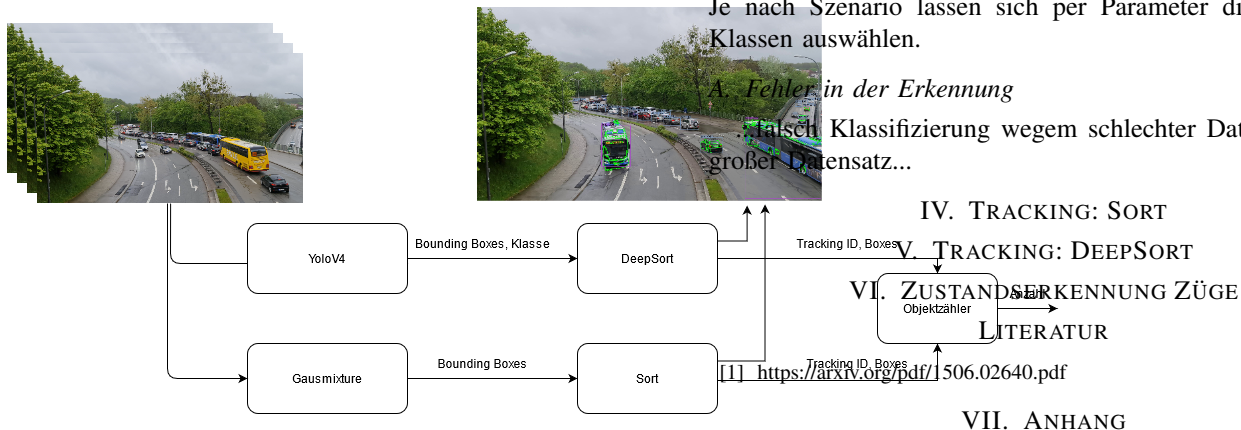 Je nach Szenario lassen sich per Parameter di
Klassen auswählen.
A. Fehler in der Erkennung
...falsch Klassifizierung wegem schlechter Dat
großer Datensatz...
IV. TRACKING: SORT
V. TRACKING: DEEPSORT
VI. ZUSTANDSERKENNUNG ZÜGE
LITERATUR
[1] https://arxiv.org/pdf/1506.02640.pdf
VII. ANHANG
YoloV4
Bounding Boxes, Klasse
DeepSort
Tracking ID, Boxes
Objektzähler
Anzahl
Gausmixture
Bounding Boxes
Sort
Tracking ID, Boxes